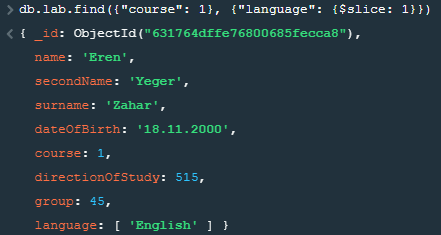 db.lab.find({"course": 1}, {"language": {$slice: 1}})
{ _id: ObjectId("631764dffe76800685fecca8"),
name: 'Eren',
secondName: 'Yeger',
surname: 'Zahar',
dateOfBirth: '18.11.2000',
course: 1,
directionOfStudy: 515,
group: 45,
language: [ 'English' ] }